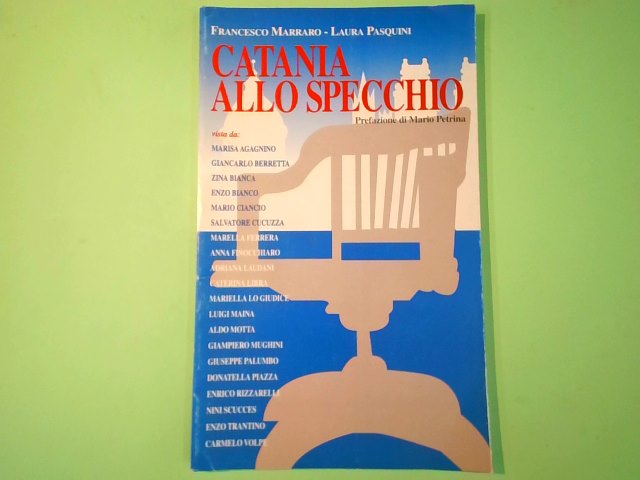 FRANCESCO MARRARO - LAURA PASQUINI
CATANIA
ALLO SPECCHIO
Prefazione di Mario Petrina
vista da:
MARISA AGAGNINO
GIANCARLO BERRETTA
ZINA BIANCA
ENZO BIANCO
MARIO CIANCIO
SALVATORE CUCUZZA
MARELLA FERRERA
ANNA FINOCCHIARO
ADRIANA LAUDANI
CATERINA LIBRA
MARIELLA LO GIUDICE
LUIGI MAINA
ALDO MOTTA
GIAMPIERO MUGHINI
GIUSEPPE PALUMBO
DONATELLA PIAZZA
ENRICO RIZZARELLI
NINI SCUCCES
ENZO TRANTINO
CARMELO VOLPE